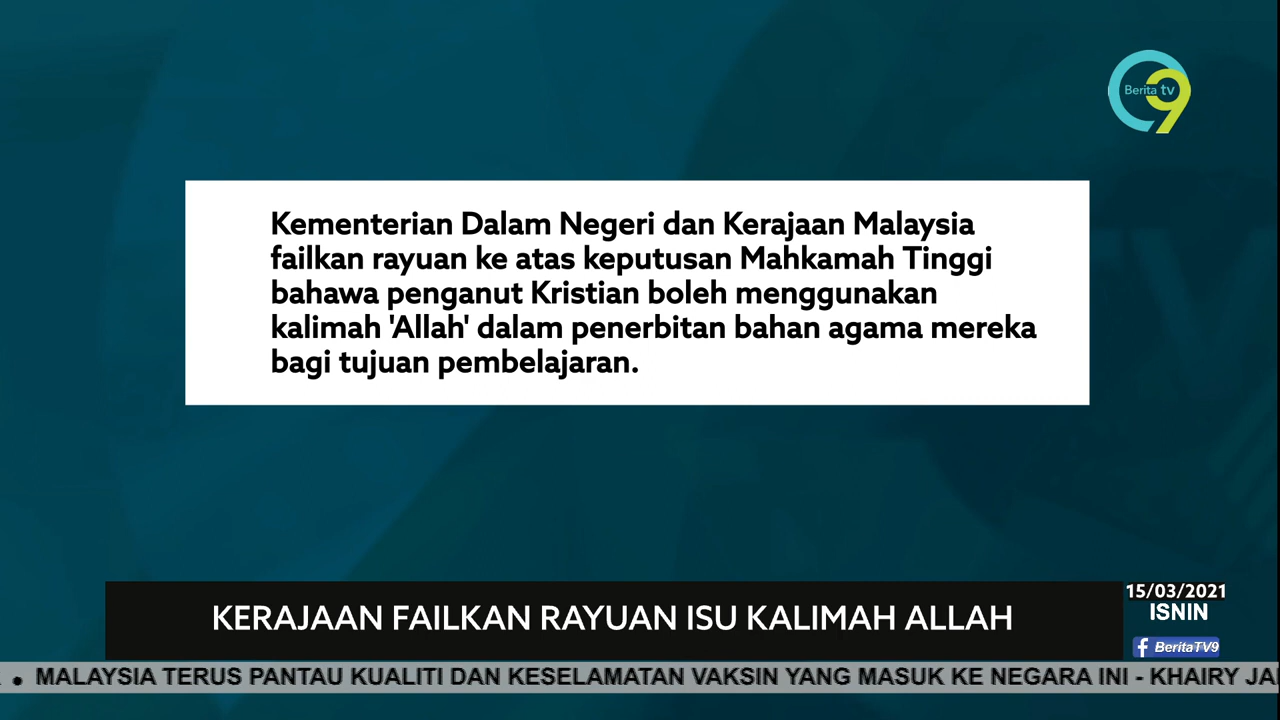 Berita tv
9
Kementerian Dalam Negeri dan Kerajaan Malaysia
failkan rayuan ke atas keputusan Mahkamah Tinggi
bahawa penganut Kristian boleh menggunakan
kalimah 'Allah' dalam penerbitan bahan agama mereka
bagi tujuan pembelajaran.
KERAJAAN FAILKAN RAYUAN ISU KALIMAH ALLAH
15/03/2021
ISNIN
f BeritaTV9
• MALAYSIA TERUS PANTAU KUALITI DAN KESELAMATAN VAKSIN YANG MASUK KE NEGARA INI - KHAIRY